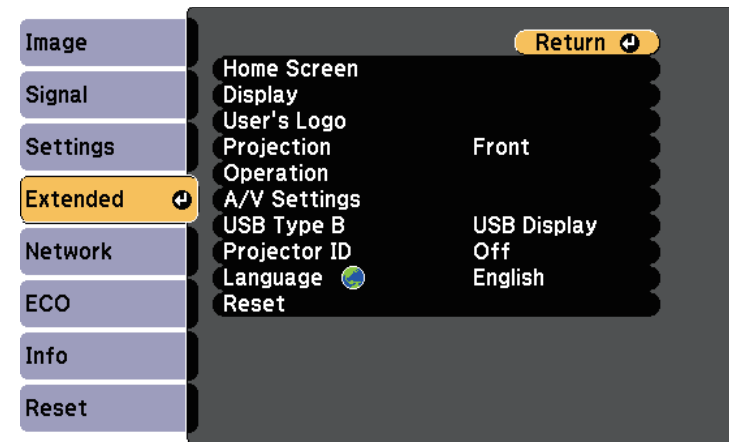 Image
Signal
Settings
Extended
Network
ECO
Info
Reset
Return
Home Screen
Display
User's Logo
Projection Front
Operation
A/V Settings
USB Type B USB Display
Projector ID Off
Language English
Reset